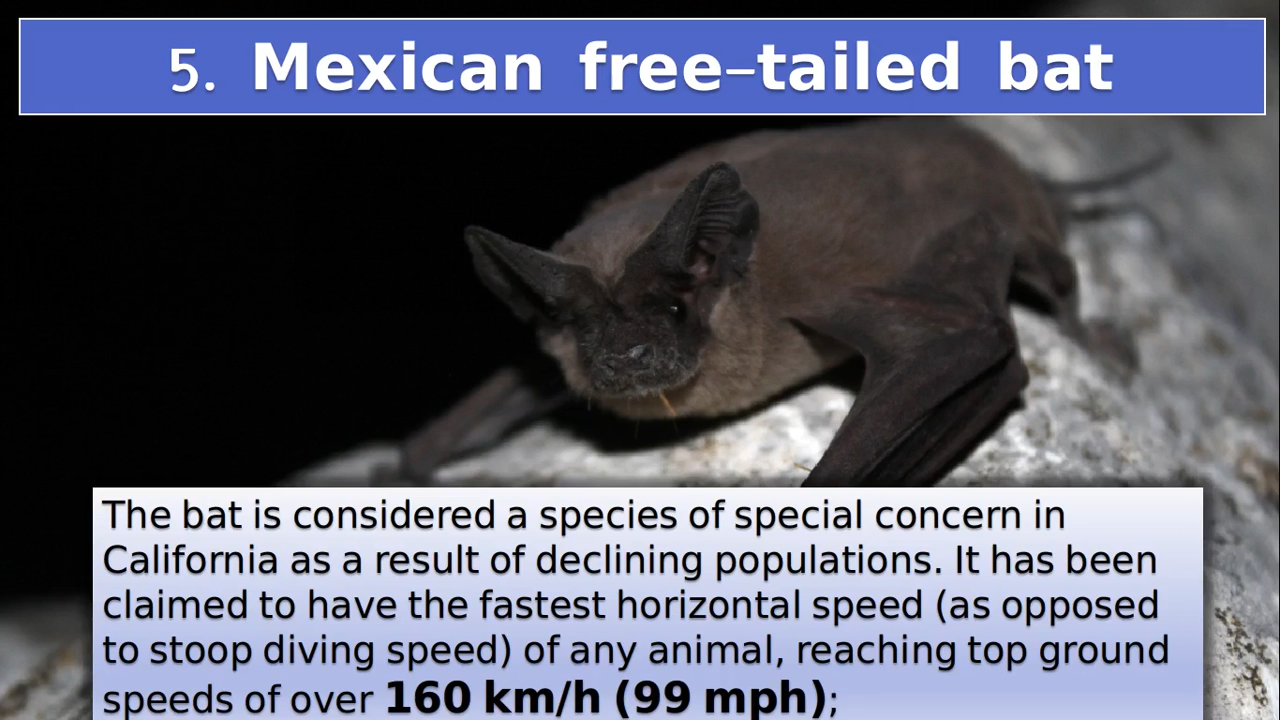 5. Mexican free–tailed bat
The bat is considered a species of special concern in
California as a result of declining populations. It has been
claimed to have the fastest horizontal speed (as opposed
to stoop diving speed) of any animal, reaching top ground
speeds of over 160 km/h (99 mph);